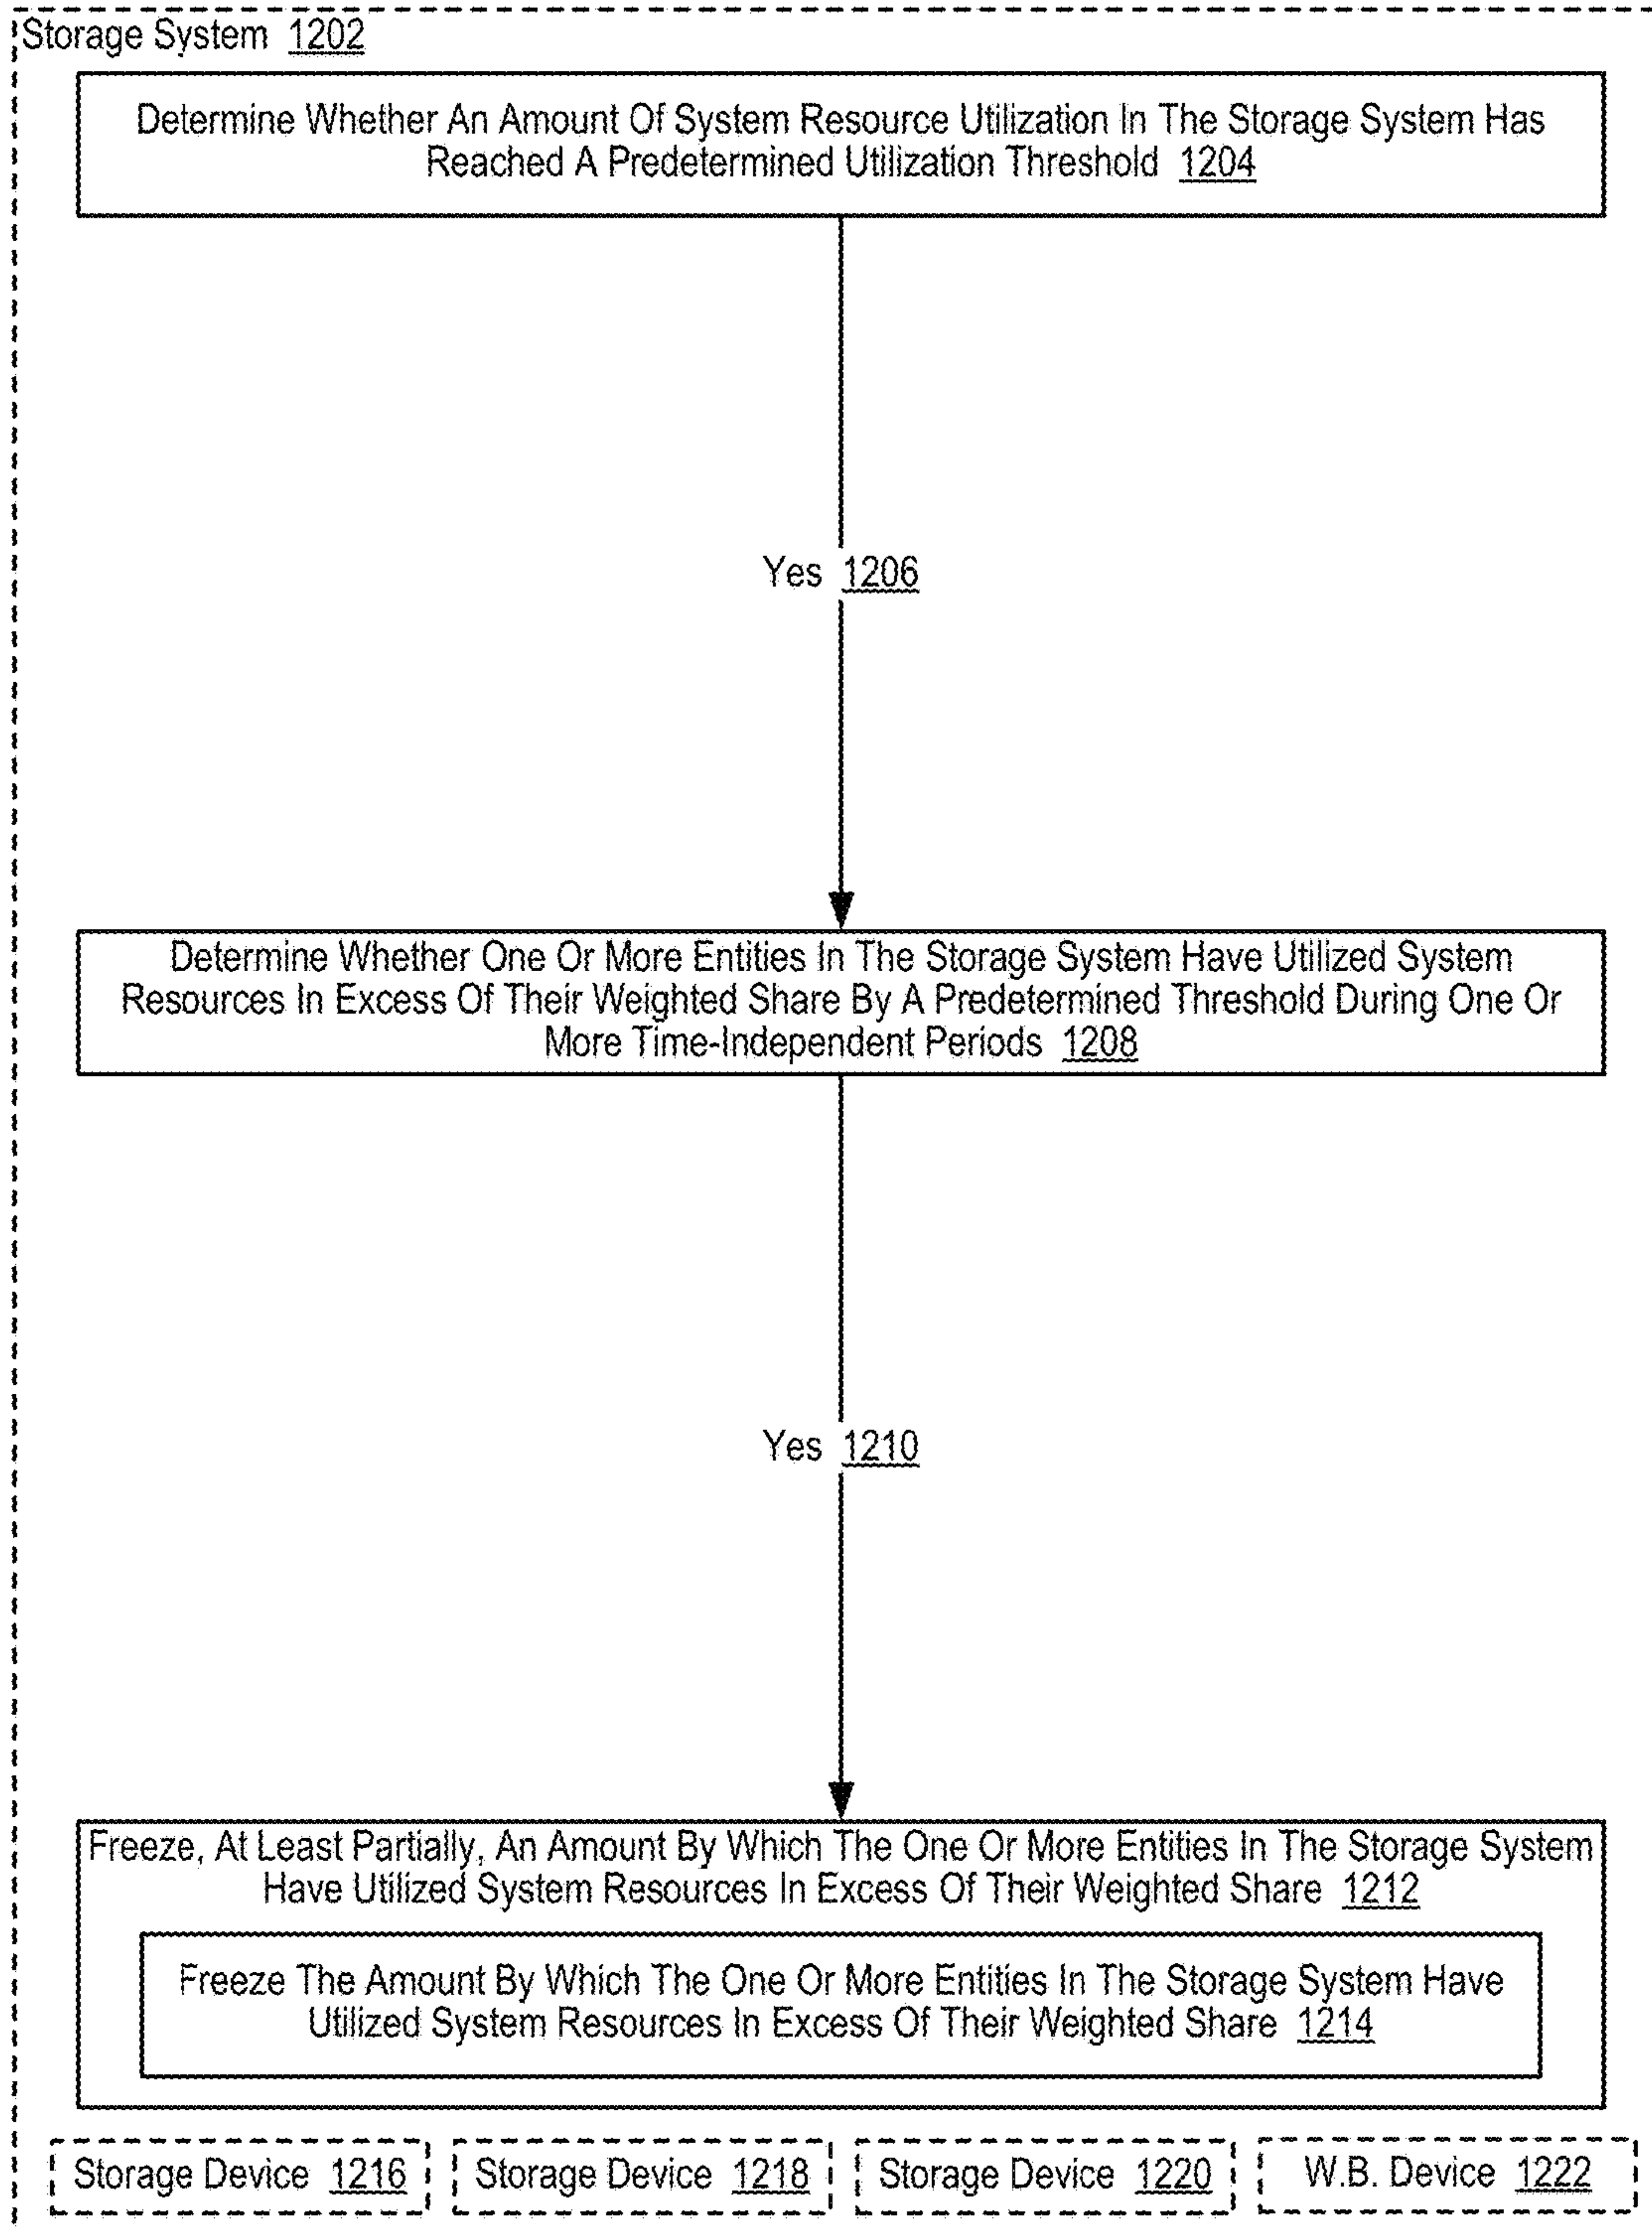 Storage System 1202
Determine Whether An Amount Of System Resource Utilization In The Storage System Has
Reached A Predetermined Utilization Threshold 1204
Yes 1206
Determine Whether One Or More Entities In The Storage System Have Utilized System
Resources In Excess Of Their Weighted Share By A Predetermined Threshold During One Or
More Time-Independent Periods 1208
Yes 1210
Freeze, At Least Partially, An Amount By Which The One Or More Entities In The Storage System
Have Utilized System Resources In Excess Of Their Weighted Share 1212
Freeze The Amount By Which The One Or More Entities In The Storage System Have
Utilized System Resources In Excess Of Their Weighted Share 1214
Storage Device 1216
Storage Device 1218
Storage Device 1220
W.B. Device 1222